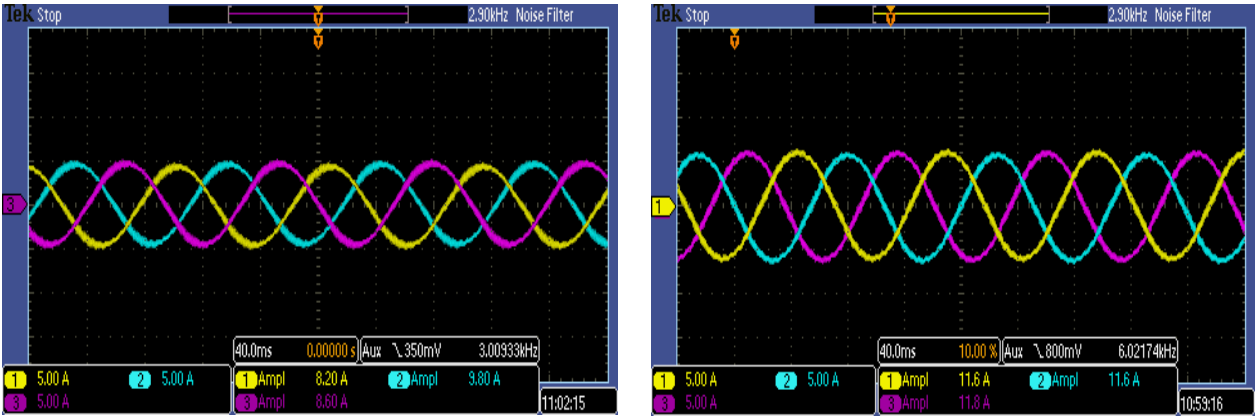 Tek Stop 2.90kHz Noise Filter
T
T
3
40.0ms 0.00000 s Aux ∖ 350mV 3.00933kHz
1 5.00 A 2 5.00 A 1 Ampl 8.20 A 2 Ampl 9.80 A
3 5.00 A 3 Ampl 8.60 A 11:02:15
Tek Stop 2.90kHz Noise Filter
T
T
1
40.0ms 10.00 % Aux ∖ 800mV 6.02174kHz
1 5.00 A 2 5.00 A 1 Ampl 11.6 A 2 Ampl 11.6 A
3 5.00 A 3 Ampl 11.8 A 10:59:16